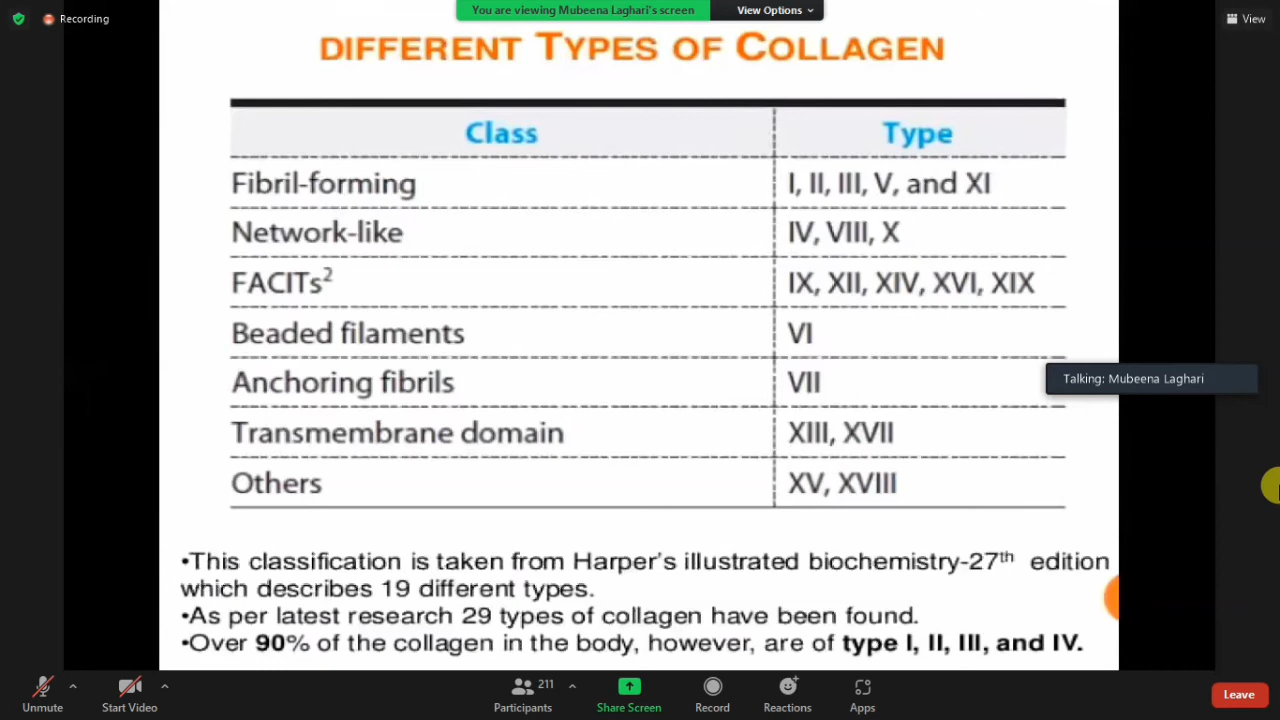 Recording
You are viewing Mubeena Laghari's screen
View Options
View
DIFFERENT TYPES OF COLLAGEN
Class Type
Fibril-forming I, II, III, V, and XI
Network-like IV, VIII, X
FACITs² IX, XII, XIV, XVI, XIX
Beaded filaments VI
Talking: Mubeena Laghari
Anchoring fibrils VII
Transmembrane domain XIII, XVII
Others XV, XVIII
•This classification is taken from Harper's illustrated biochemistry-27th edition
which describes 19 different types.
•As per latest research 29 types of collagen have been found.
•Over 90% of the collagen in the body, however, are of type I, II, III, and IV.
Unmute
Start Video
211
Participants
Share Screen
Record
Reactions
Apps
Leave